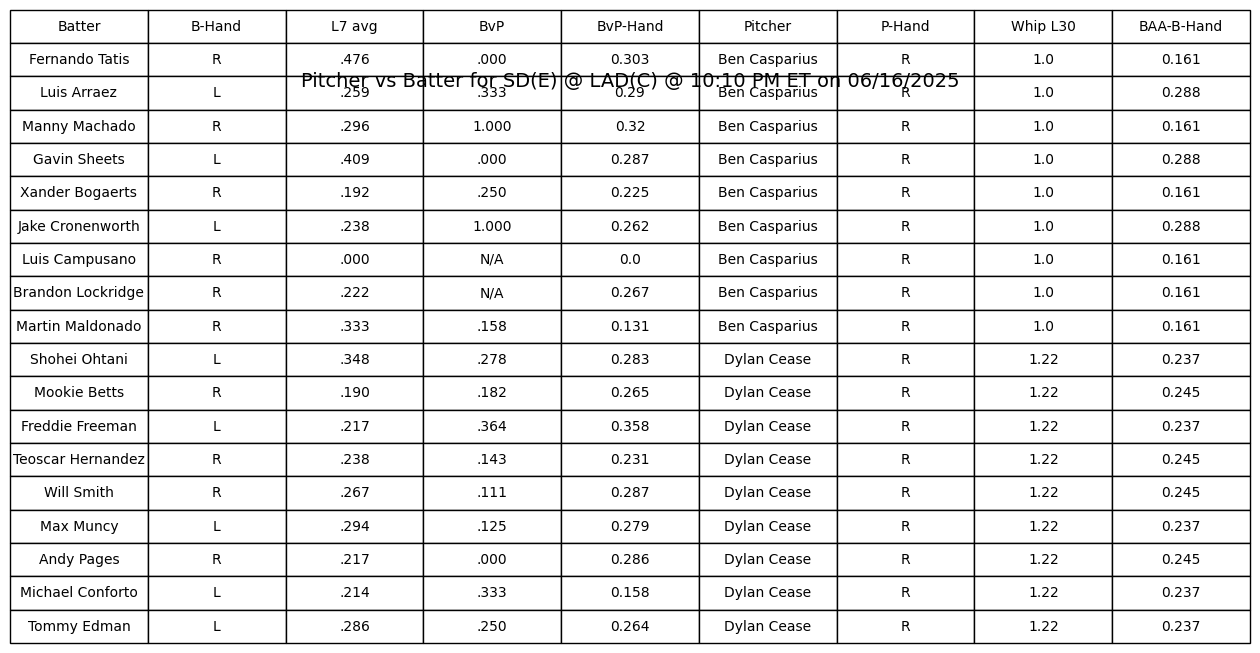 Batter B-Hand L7 avg BvP BvP-Hand Pitcher P-Hand Whip L30 BAA-B-Hand
Fernando Tatis R .476 .000 0.303 Ben Casparius R 1.0 0.161
Pitcher vs Batter for SD(E) @ LAD(C) @ 10:10 PM ET on 06/16/2025
Luis Arraez L .259 .333 0.29 Ben Casparius R 1.0 0.288
Manny Machado R .296 1.000 0.32 Ben Casparius R 1.0 0.161
Gavin Sheets L .409 .000 0.287 Ben Casparius R 1.0 0.288
Xander Bogaerts R .192 .250 0.225 Ben Casparius R 1.0 0.161
Jake Cronenworth L .238 1.000 0.262 Ben Casparius R 1.0 0.288
Luis Campusano R .000 N/A 0.0 Ben Casparius R 1.0 0.161
Brandon Lockridge R .222 N/A 0.267 Ben Casparius R 1.0 0.161
Martin Maldonado R .333 .158 0.131 Ben Casparius R 1.0 0.161
Shohei Ohtani L .348 .278 0.283 Dylan Cease R 1.22 0.237
Mookie Betts R .190 .182 0.265 Dylan Cease R 1.22 0.245
Freddie Freeman L .217 .364 0.358 Dylan Cease R 1.22 0.237
Teoscar Hernandez R .238 .143 0.231 Dylan Cease R 1.22 0.245
Will Smith R .267 .111 0.287 Dylan Cease R 1.22 0.245
Max Muncy L .294 .125 0.279 Dylan Cease R 1.22 0.237
Andy Pages R .217 .000 0.286 Dylan Cease R 1.22 0.245
Michael Conforto L .214 .333 0.158 Dylan Cease R 1.22 0.237
Tommy Edman L .286 .250 0.264 Dylan Cease R 1.22 0.237